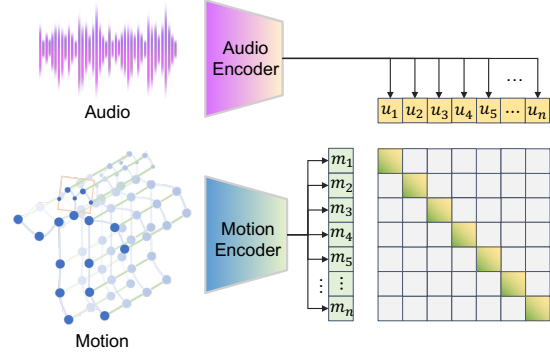 Audio
Audio
Encoder
...
u₁ u₂ u₃ u₄ u₅ ... uₙ
Motion
Encoder
m₁
m₂
m₃
m₄
m₅
⋮ ⋮
mₙ
Motion